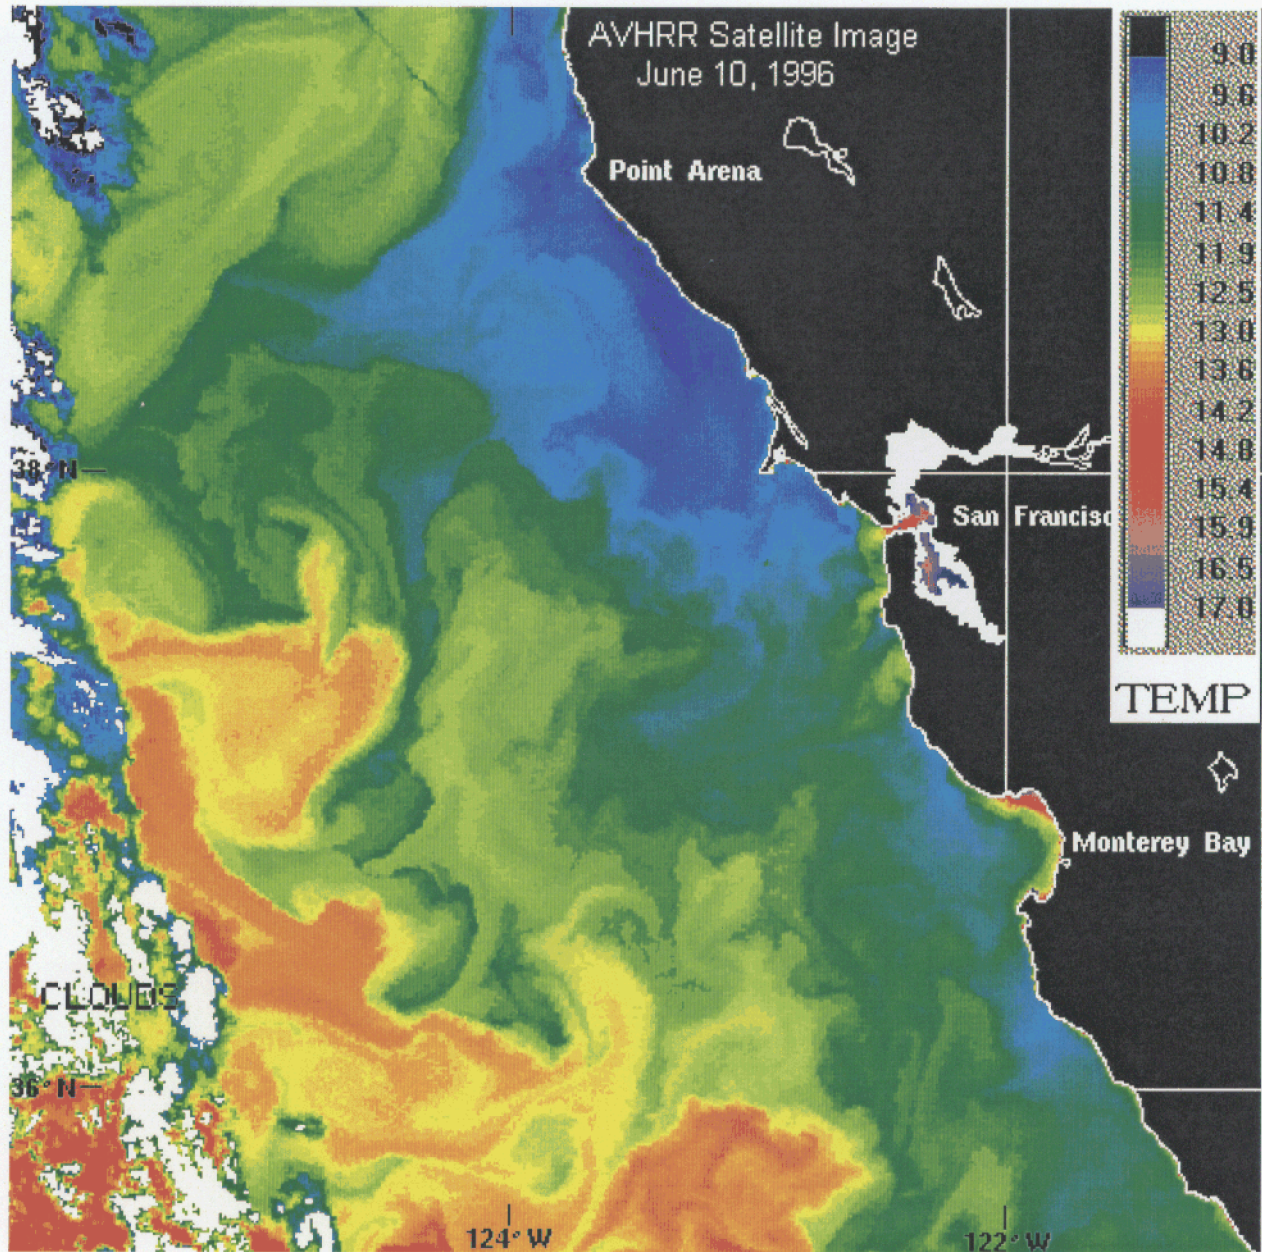 AVHRR Satellite Image
June 10, 1996
Point Arena
38°N
San Francisc
Monterey Bay
CLOUDS
36°N
124°W
122°W
9.0
9.6
10.2
10.8
11.4
11.9
12.5
13.0
13.6
14.2
14.8
15.4
15.9
16.5
17.0
TEMP